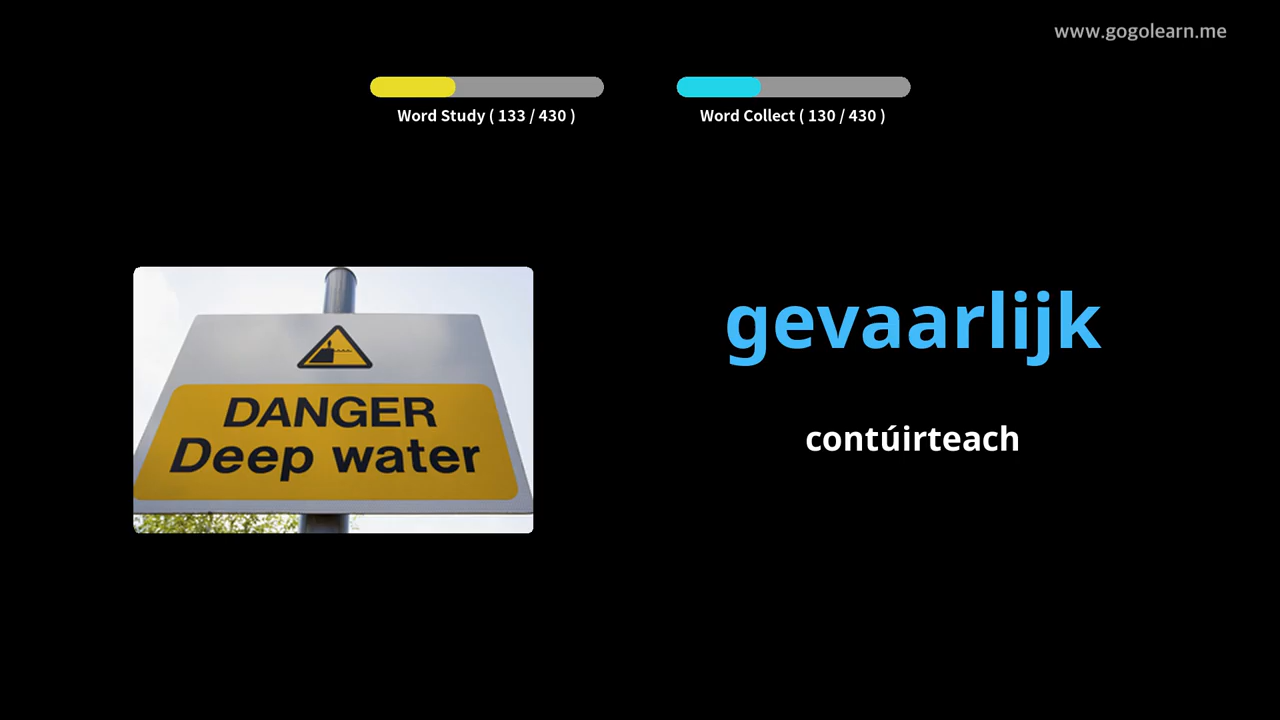 www.gogolearn.me
Word Study ( 133 / 430 )
Word Collect ( 130 / 430 )
DANGER
Deep water
gevaarlijk
contúirteach